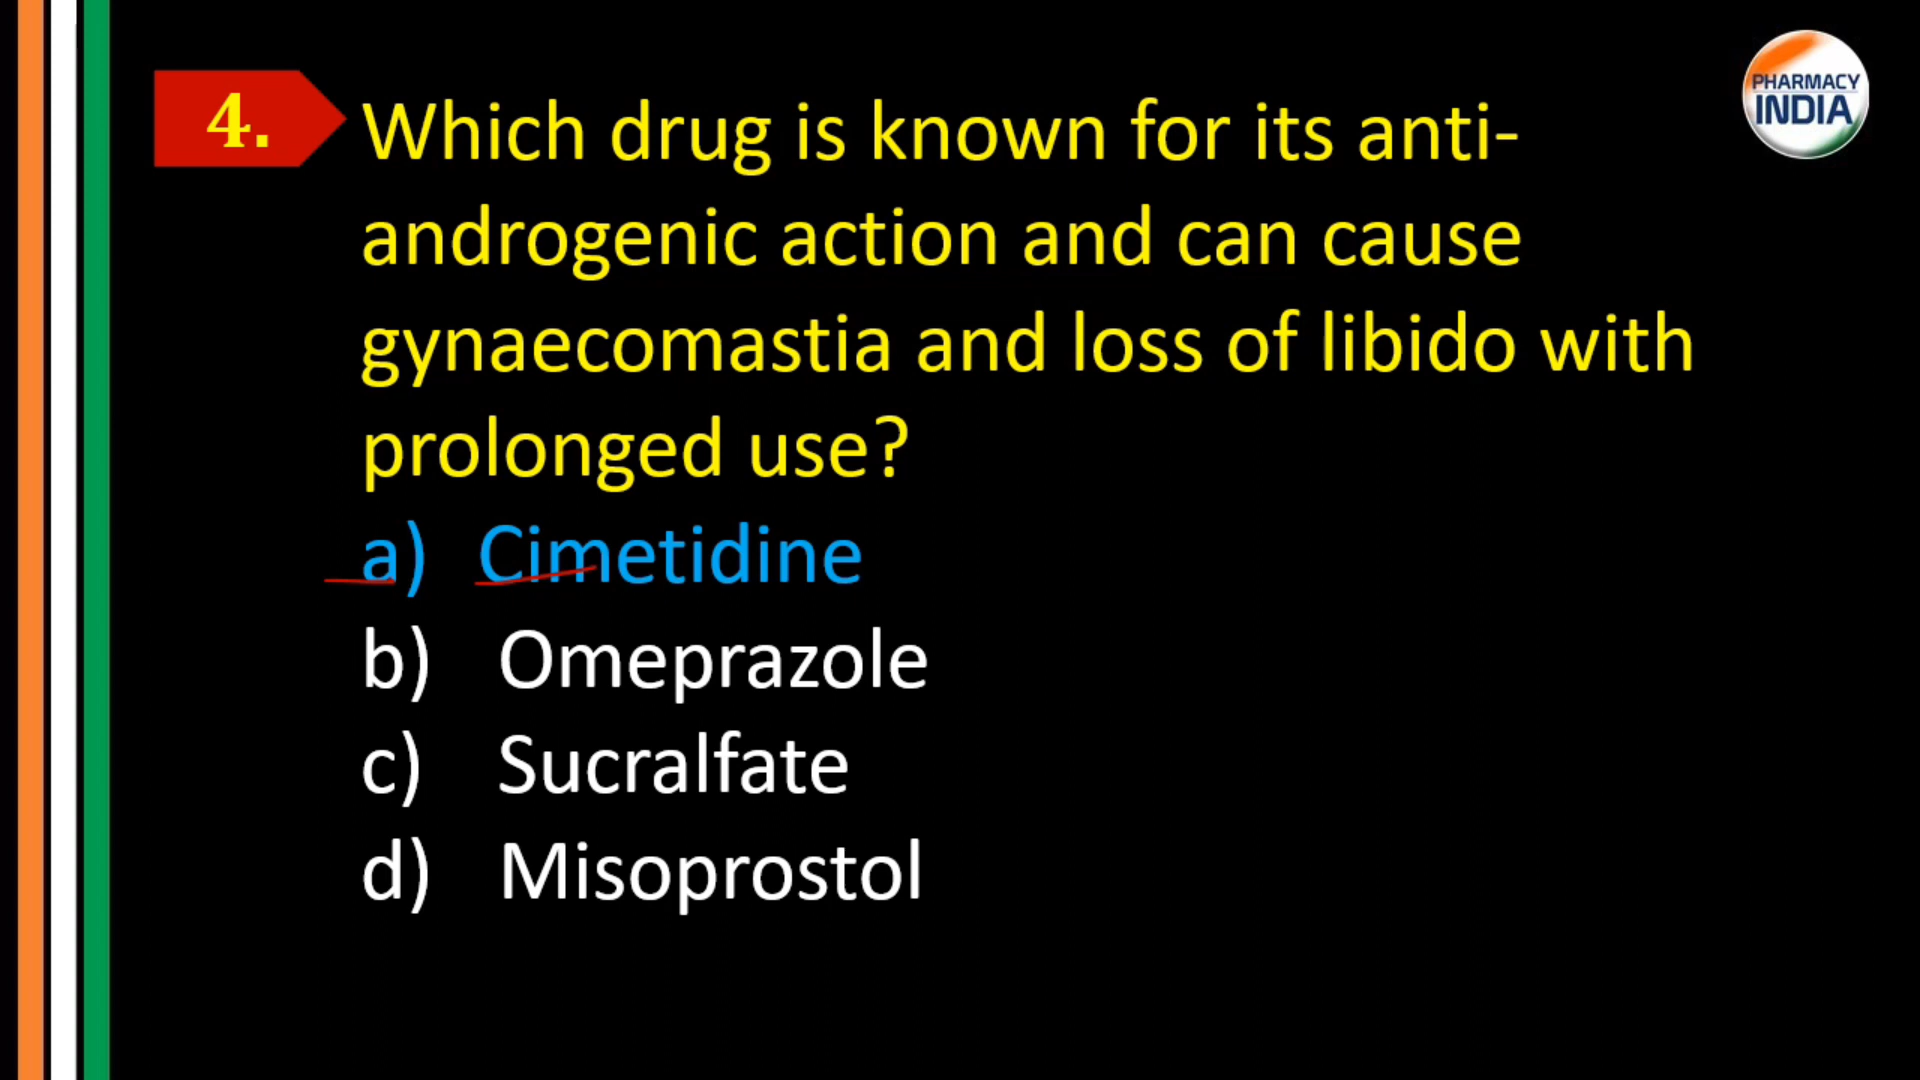 PHARMACY
INDIA
4.
Which drug is known for its anti-
androgenic action and can cause
gynaecomastia and loss of libido with
prolonged use?
a) Cimetidine
b) Omeprazole
c) Sucralfate
d) Misoprostol